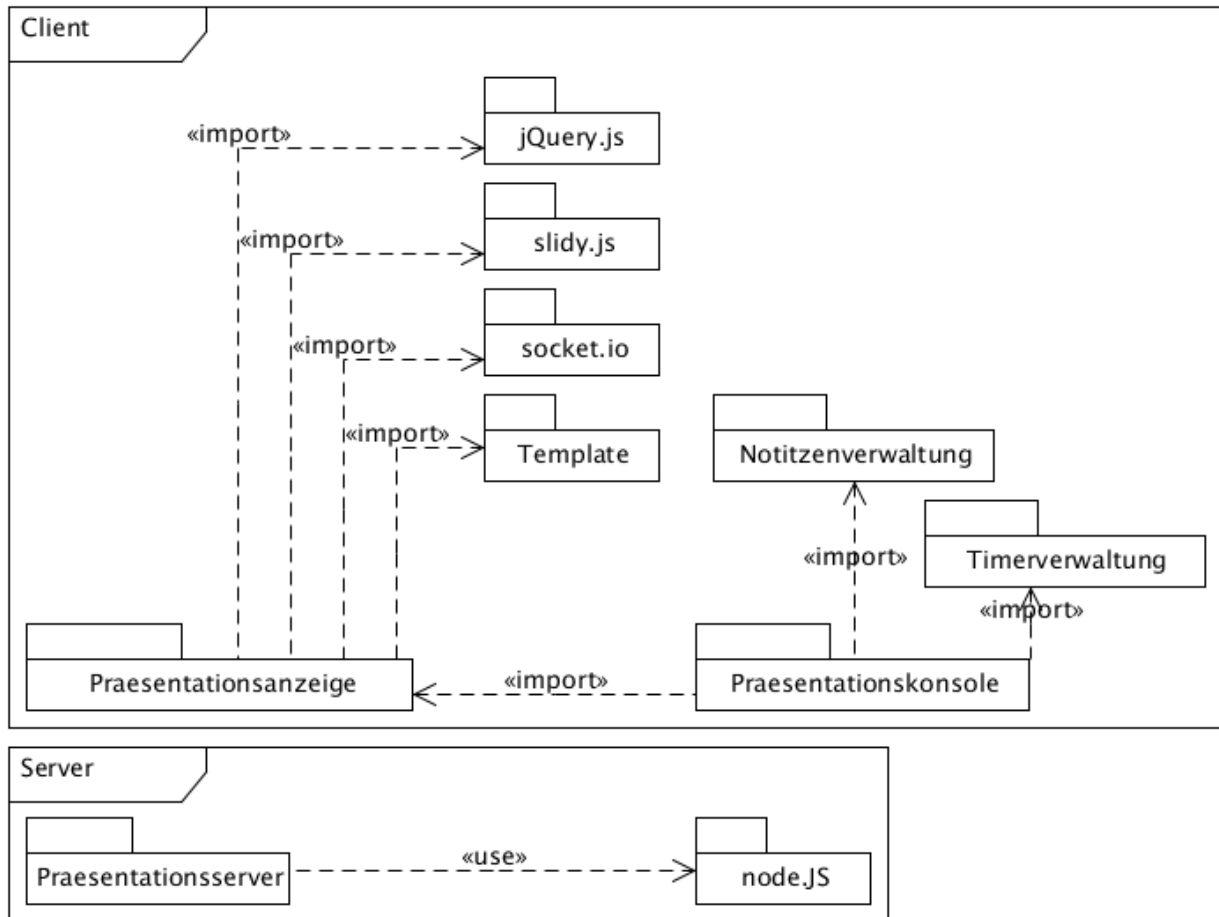 Client
«import»
jQuery.js
«import»
slidy.js
«import»
socket.io
«import»
Template
Notitzenverwaltung
«import»
Timerverwaltung
«import»
Praesentationsanzeige
«import»
Praesentationskonsole
Server
Praesentationsserver
«use»
node.JS